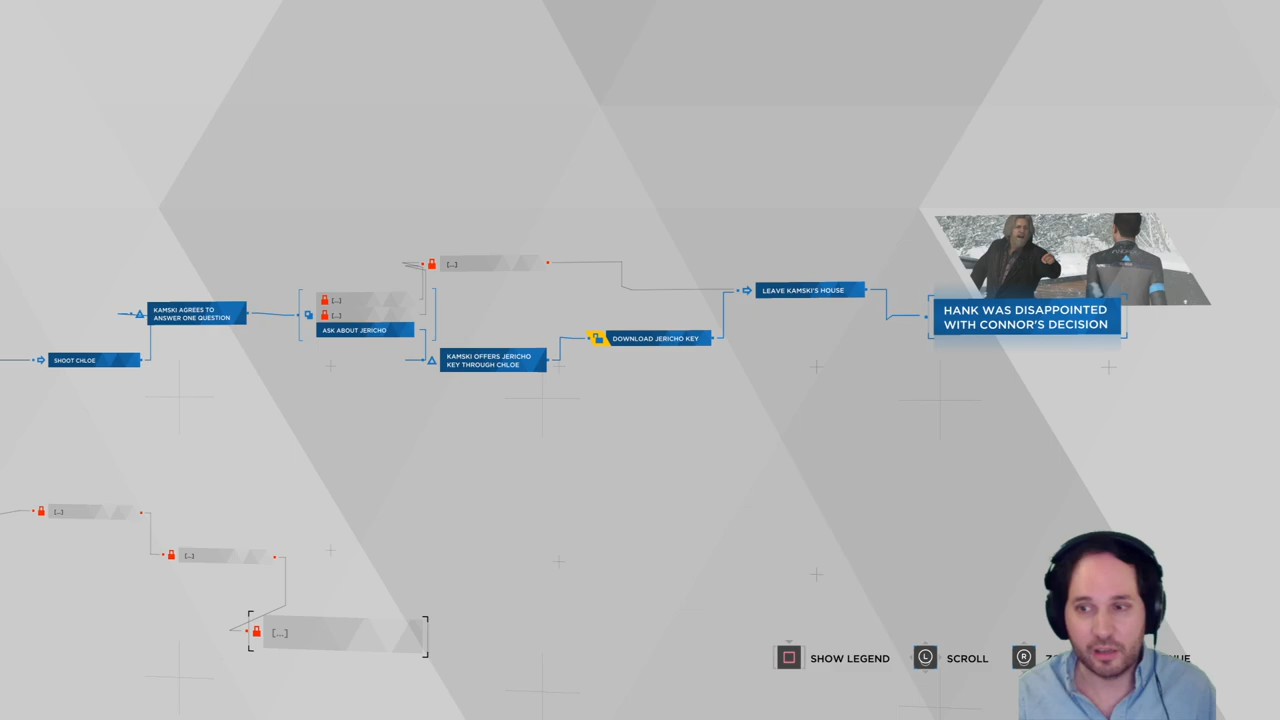 [...]
KAMSKI AGREES TO
ANSWER ONE QUESTION
[...]
[...]
ASK ABOUT JERICHO
SHOOT CHLOE
KAMSKI OFFERS JERICHO
KEY THROUGH CHLOE
DOWNLOAD JERICHO KEY
LEAVE KAMSKI'S HOUSE
HANK WAS DISAPPOINTED
WITH CONNOR'S DECISION
[...]
[...]
[...]
SHOW LEGEND
L
SCROLL
R